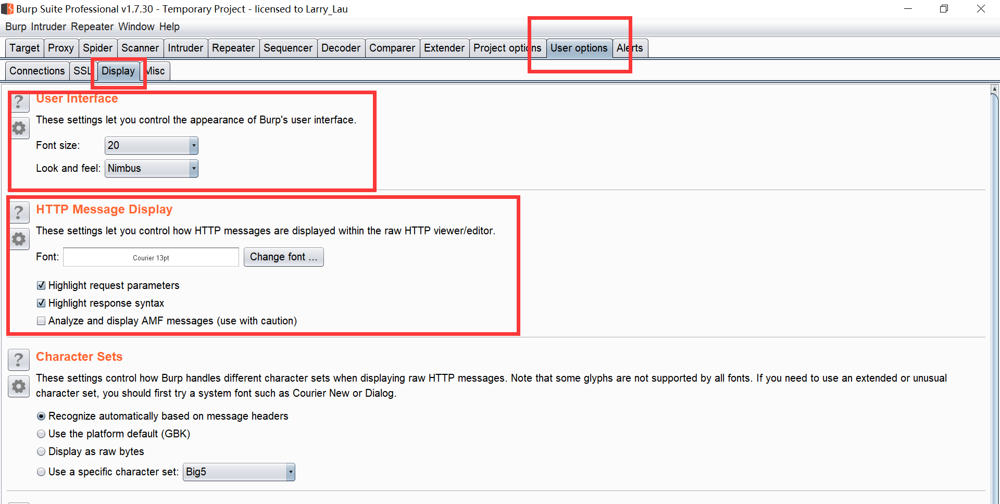 Burp Suite Professional v1.7.30 - Temporary Project - licensed to Larry_Lau
Burp Intruder Repeater Window Help
Target Proxy Spider Scanner Intruder Repeater Sequencer Decoder Comparer Extender Project options User options Alerts
Connections SSL Display Misc
? User Interface
These settings let you control the appearance of Burp's user interface.
Font size: 20
Look and feel: Nimbus
? HTTP Message Display
These settings let you control how HTTP messages are displayed within the raw HTTP viewer/editor.
Font: Courier 13pt Change font ...
Highlight request parameters
Highlight response syntax
Analyze and display AMF messages (use with caution)
? Character Sets
These settings control how Burp handles different character sets when displaying raw HTTP messages. Note that some glyphs are not supported by all fonts. If you need to use an extended or unusual
character set, you should first try a system font such as Courier New or Dialog.
Recognize automatically based on message headers
Use the platform default (GBK)
Display as raw bytes
Use a specific character set: Big5